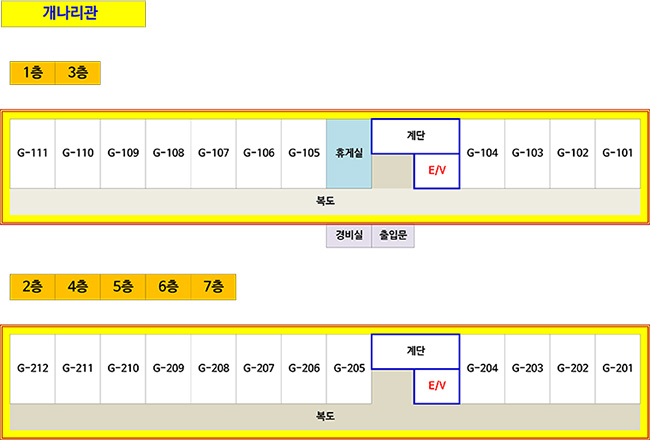 개나리관
1층 3층
G-111 G-110 G-109 G-108 G-107 G-106 G-105 휴게실 계단 E/V G-104 G-103 G-102 G-101
복도
경비실 출입문
2층 4층 5층 6층 7층
G-212 G-211 G-210 G-209 G-208 G-207 G-206 G-205 계단 E/V G-204 G-203 G-202 G-201
복도